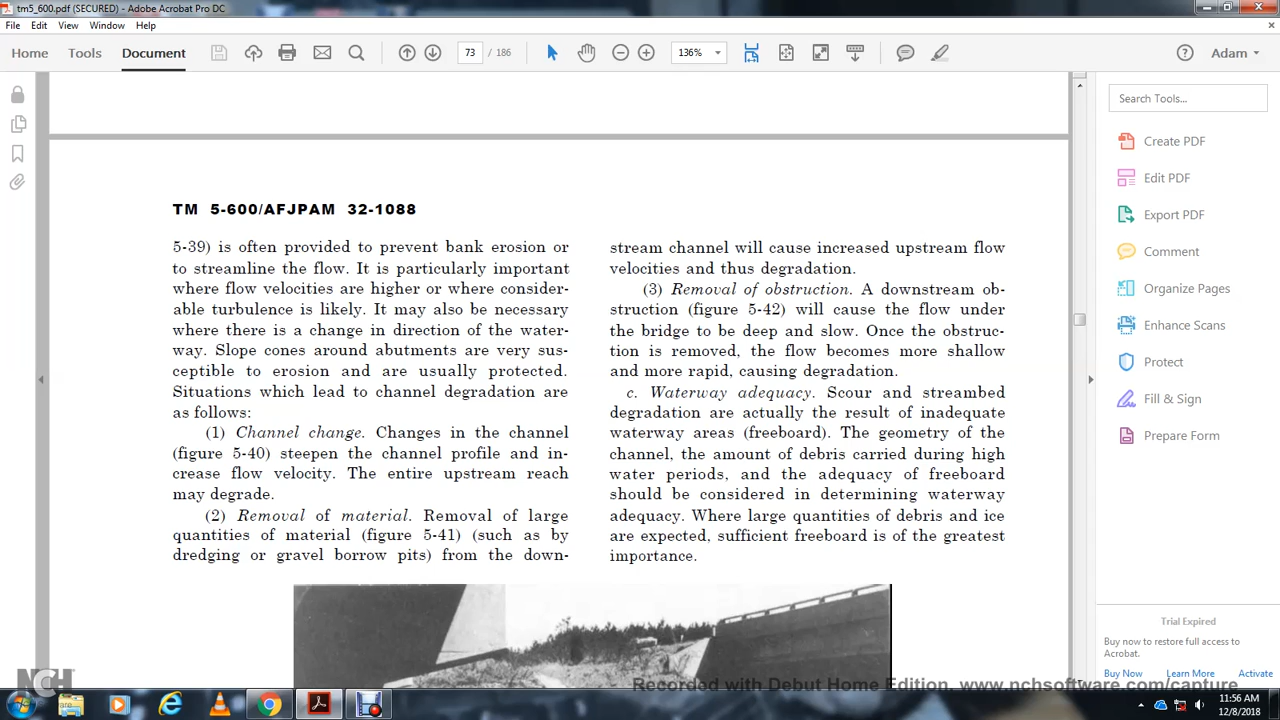 tm5_600.pdf (SECURED) - Adobe Acrobat Pro DC
File Edit View Window Help
Home Tools Document 73 / 186 136% Adam
Search Tools...
Create PDF
Edit PDF
Export PDF
Comment
Organize Pages
Enhance Scans
Protect
Fill & Sign
Prepare Form
TM 5-600/AFJPAM 32-1088
5-39) is often provided to prevent bank erosion or
to streamline the flow. It is particularly important
where flow velocities are higher or where consider-
able turbulence is likely. It may also be necessary
where there is a change in direction of the water-
way. Slope cones around abutments are very sus-
ceptible to erosion and are usually protected.
Situations which lead to channel degradation are
as follows:
(1) Channel change. Changes in the channel
(figure 5-40) steepen the channel profile and in-
crease flow velocity. The entire upstream reach
may degrade.
(2) Removal of material. Removal of large
quantities of material (figure 5-41) (such as by
dredging or gravel borrow pits) from the down-
stream channel will cause increased upstream flow
velocities and thus degradation.
(3) Removal of obstruction. A downstream ob-
struction (figure 5-42) will cause the flow under
the bridge to be deep and slow. Once the obstruc-
tion is removed, the flow becomes more shallow
and more rapid, causing degradation.
c. Waterway adequacy. Scour and streambed
degradation are actually the result of inadequate
waterway areas (freeboard). The geometry of the
channel, the amount of debris carried during high
water periods, and the adequacy of freeboard
should be considered in determining waterway
adequacy. Where large quantities of debris and ice
are expected, sufficient freeboard is of the greatest
importance.
Trial Expired
Buy now to restore full access to
Acrobat.
Buy Now Learn More Activate
NCH
Recorded with Debut Home Edition. www.nchsoftware.com/capture
11:56 AM
12/8/2018